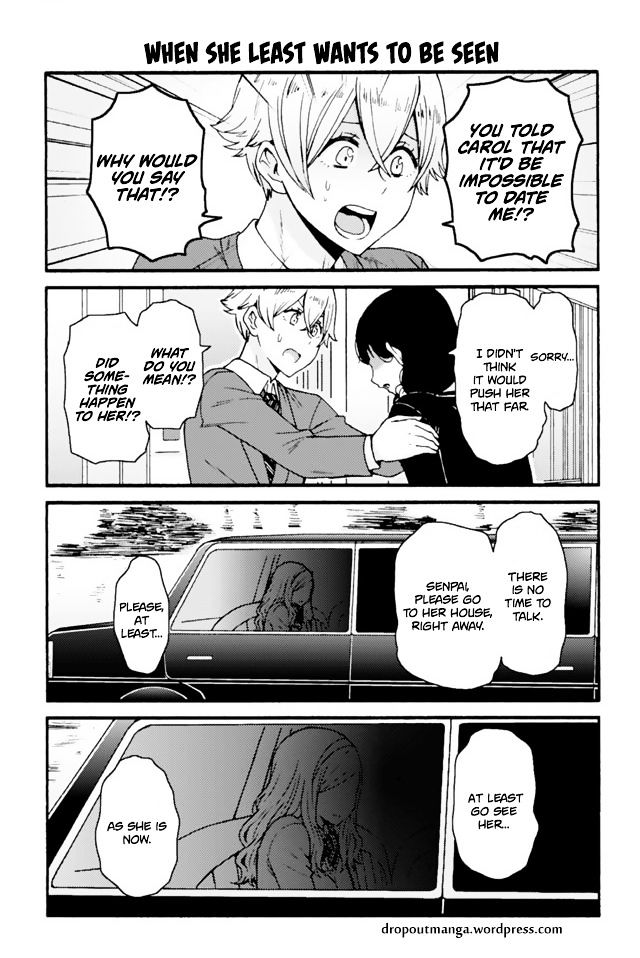 WHEN SHE LEAST WANTS TO BE SEEN
YOU TOLD
CAROL THAT
IT'D BE
IMPOSSIBLE
TO DATE
ME!?
WHY WOULD
YOU SAY
THAT!?
SORRY...
I DIDN'T
THINK
IT WOULD
PUSH HER
THAT FAR.
WHAT
DO YOU
MEAN!?
DID
SOME-
THING
HAPPEN
TO HER!?
THERE
IS NO
TIME TO
TALK.
SENPAI,
PLEASE GO
TO HER HOUSE,
RIGHT AWAY.
PLEASE,
AT
LEAST...
AT LEAST
GO SEE
HER...
AS SHE IS
NOW.
dropoutmanga.wordpress.com